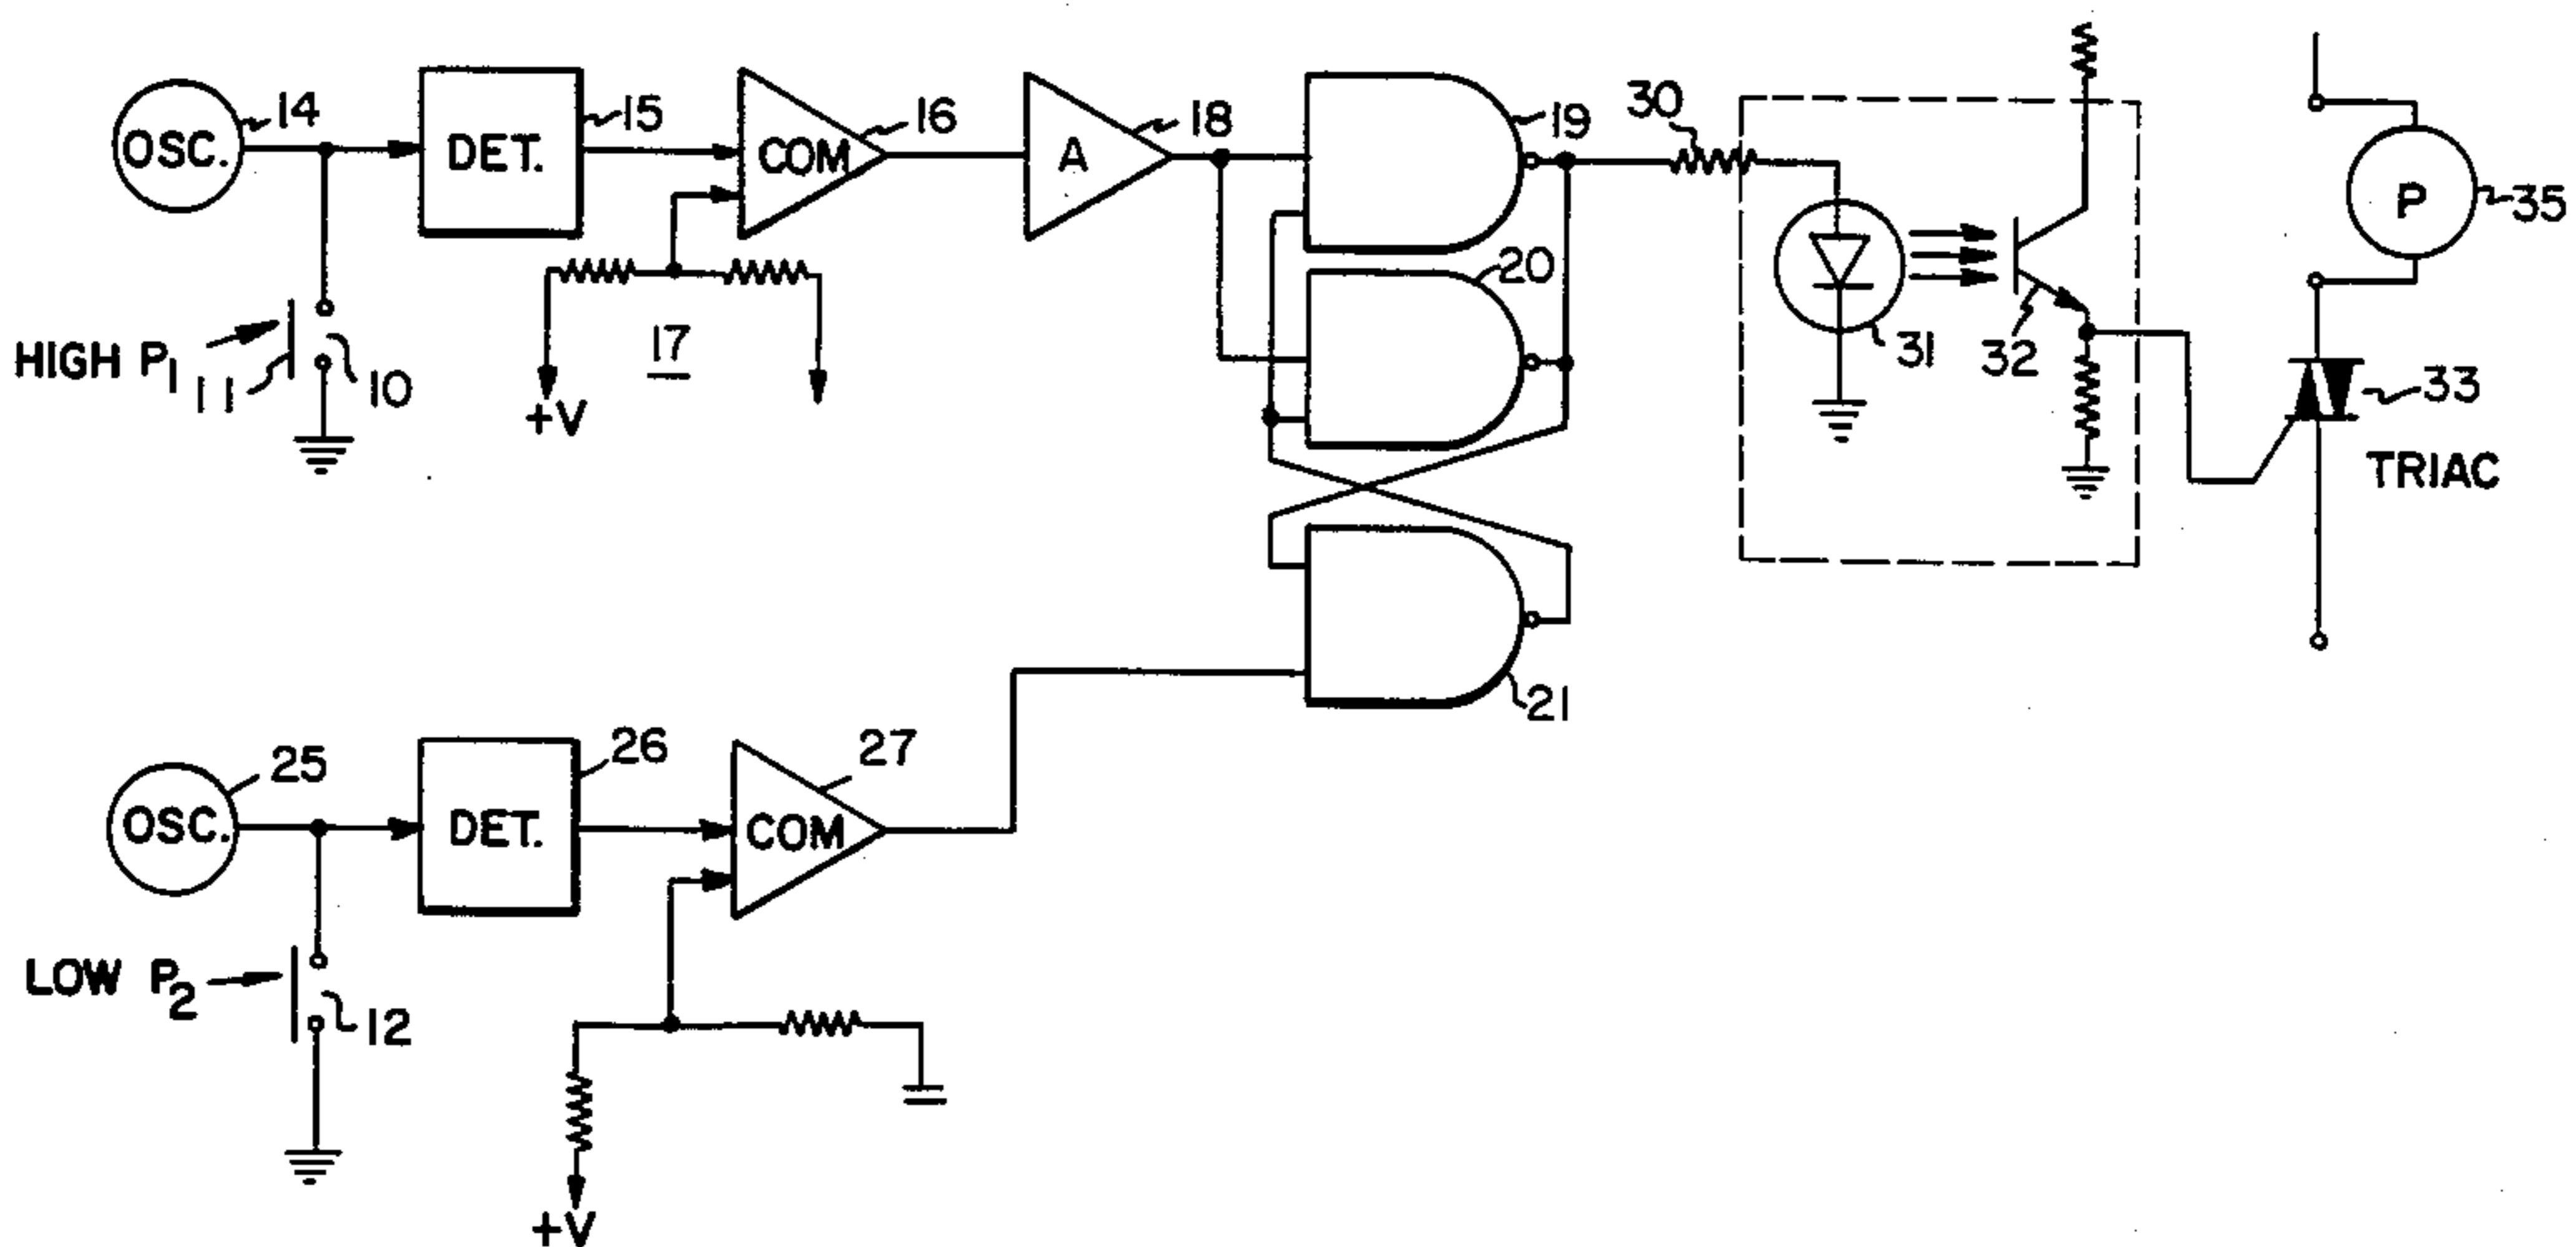 OSC. 14
DET. 15
COM 16
A 18
19
20
21
HIGH P1 11 10
+V
17
30
31
32
P 35
33
TRIAC
OSC. 25
DET. 26
COM 27
LOW P2 12
+V